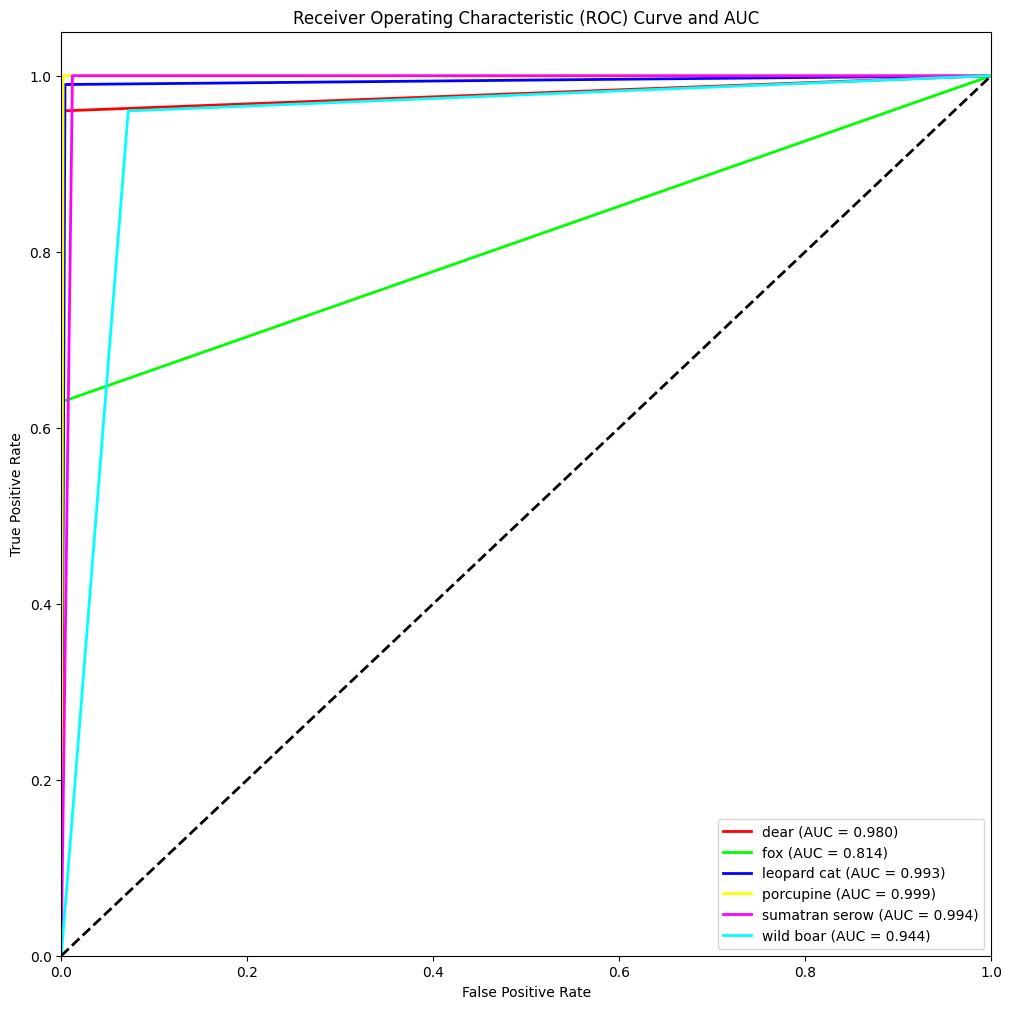 Receiver Operating Characteristic (ROC) Curve and AUC
1.0
0.8
0.6
0.4
0.2
0.0
True Positive Rate
0.0 0.2 0.4 0.6 0.8 1.0
False Positive Rate
dear (AUC = 0.980)
fox (AUC = 0.814)
leopard cat (AUC = 0.993)
porcupine (AUC = 0.999)
sumatran serow (AUC = 0.994)
wild boar (AUC = 0.944)